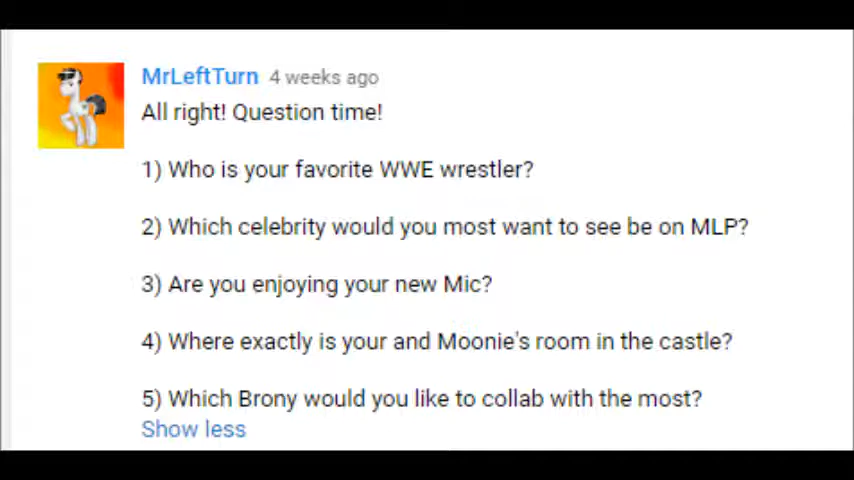 MrLeftTurn 4 weeks ago
All right! Question time!
1) Who is your favorite WWE wrestler?
2) Which celebrity would you most want to see be on MLP?
3) Are you enjoying your new Mic?
4) Where exactly is your and Moonie's room in the castle?
5) Which Brony would you like to collab with the most?
Show less